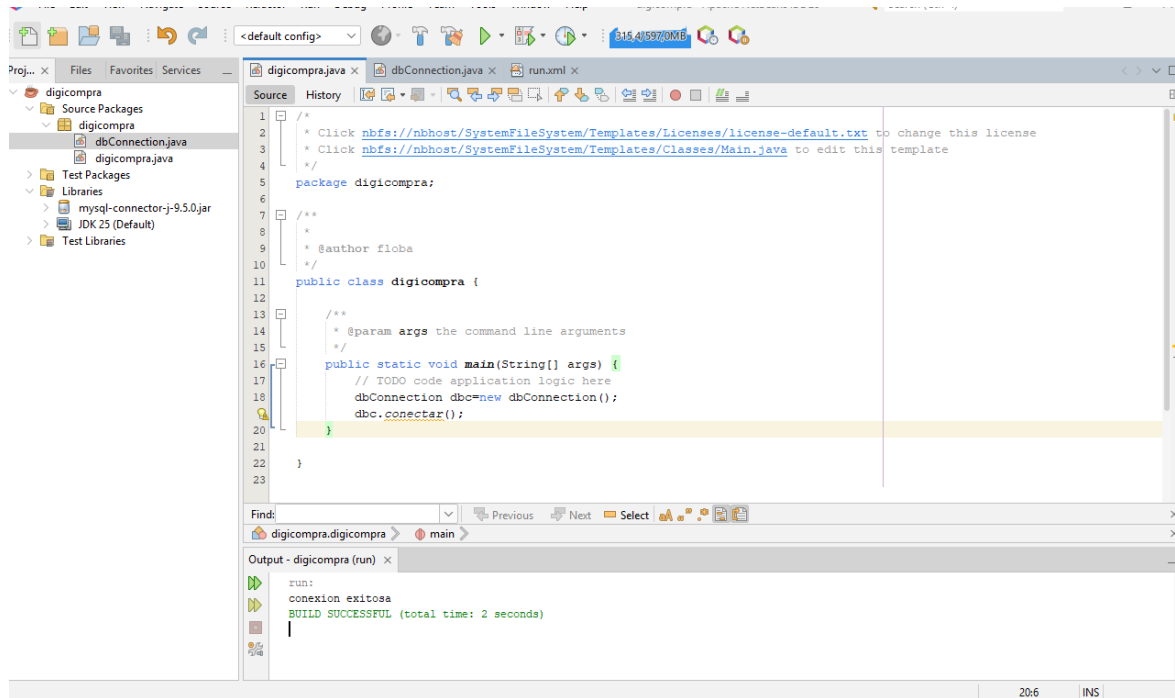 <default config>
315,4/597,0MB
Proj... ×
Files
Favorites
Services
digicompra
Source Packages
digicompra
dbConnection.java
digicompra.java
Test Packages
Libraries
mysql-connector-j-9.5.0.jar
JDK 25 (Default)
Test Libraries
digicompra.java × dbConnection.java × run.xml ×
Source History
1 /*
2 * Click nbfs://nbhost/SystemFileSystem/Templates/Licenses/license-default.txt to change this license
3 * Click nbfs://nbhost/SystemFileSystem/Templates/Classes/Main.java to edit this template
4 */
5 package digicompra;
6
7 /**
8 *
9 * @author floba
10 */
11 public class digicompra {
12
13 /**
14 * @param args the command line arguments
15 */
16 public static void main(String[] args) {
17 // TODO code application logic here
18 dbConnection dbc=new dbConnection();
dbc.conectar();
20 }
21
22 }
23
Find: Previous Next Select
digicompra.digicompra main
Output - digicompra (run) ×
run:
conexion exitosa
BUILD SUCCESSFUL (total time: 2 seconds)
20:6 INS